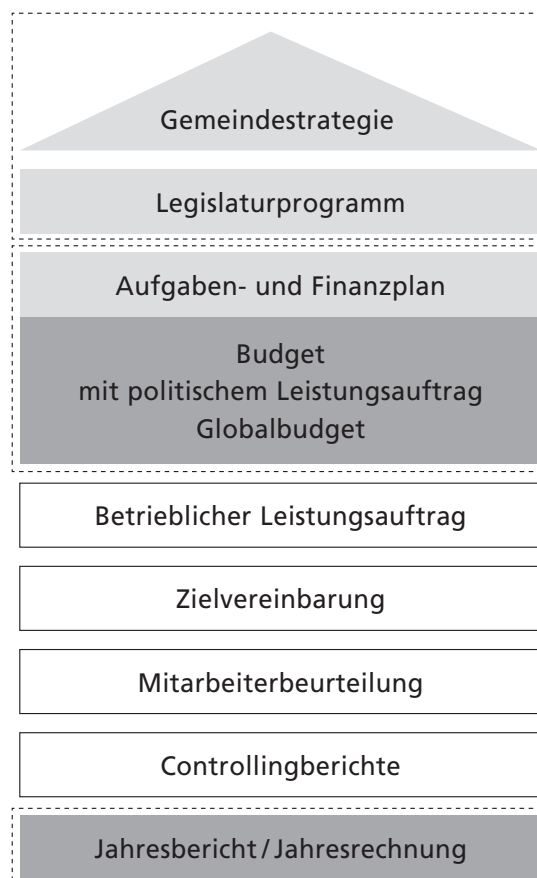 Gemeindestrategie
Legislaturprogramm
Aufgaben- und Finanzplan
Budget
mit politischem Leistungsauftrag
Globalbudget
Betrieblicher Leistungsauftrag
Zielvereinbarung
Mitarbeiterbeurteilung
Controllingberichte
Jahresbericht / Jahresrechnung